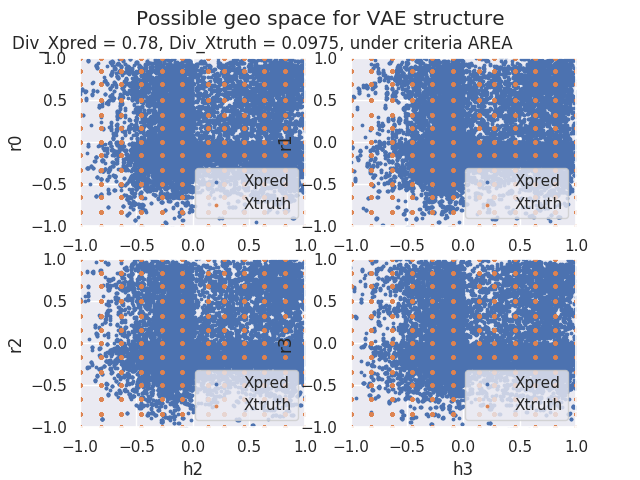 Possible geo space for VAE structure
Div_Xpred = 0.78, Div_Xtruth = 0.0975, under criteria AREA
1.0
0.5
0.0
−0.5
−1.0
r0
Xpred
Xtruth
−1.0 −0.5 0.0 0.5 1.0
1.0
0.5
0.0
−0.5
−1.0
r1
Xpred
Xtruth
−1.0 −0.5 0.0 0.5 1.0
1.0
0.5
0.0
−0.5
−1.0
r2
Xpred
Xtruth
−1.0 −0.5 0.0 0.5 1.0
h2
1.0
0.5
0.0
−0.5
−1.0
r3
Xpred
Xtruth
−1.0 −0.5 0.0 0.5 1.0
h3